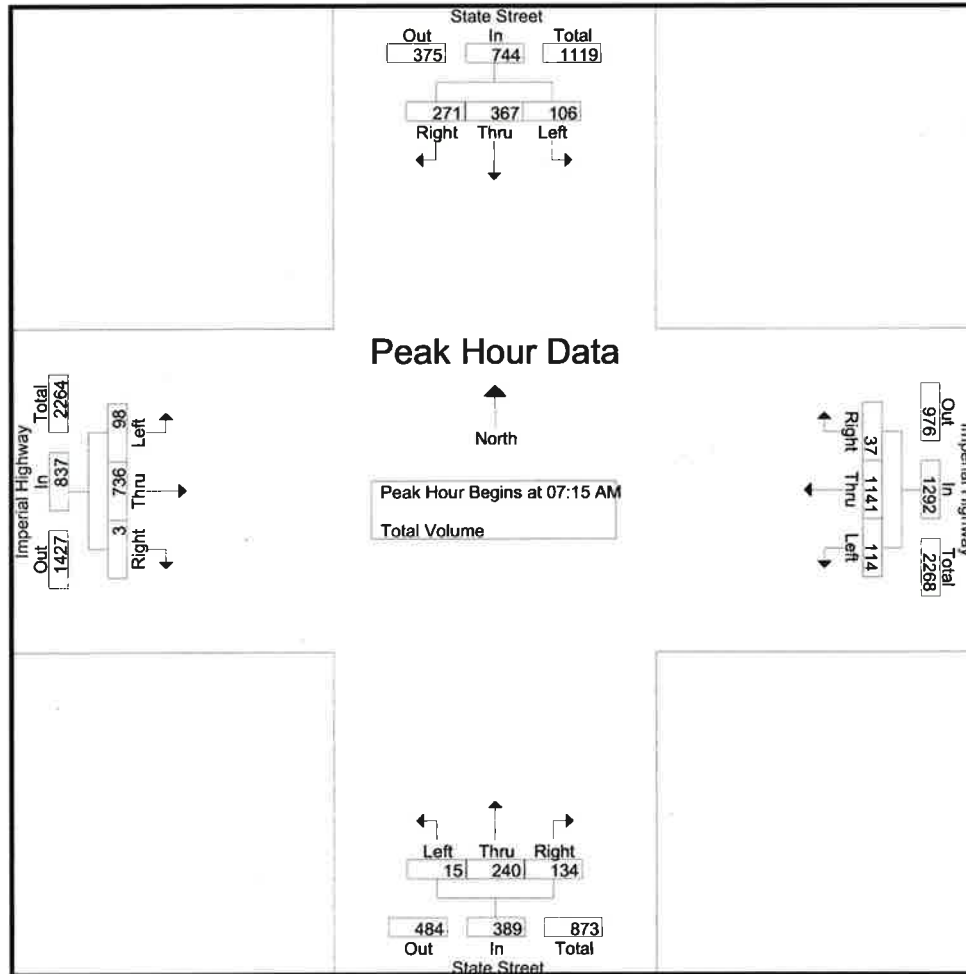 State Street
Out In Total
375 744 1119
271 367 106
Right Thru Left
Peak Hour Data
North
Peak Hour Begins at 07:15 AM
Total Volume
Imperial Highway
Out In Total
1427 837 2264
98 736 3
Left Thru Right
Imperial Highway
Out In Total
976 1292 2268
37 1141 114
Right Thru Left
Left Thru Right
15 240 134
484 389 873
Out In Total
State Street